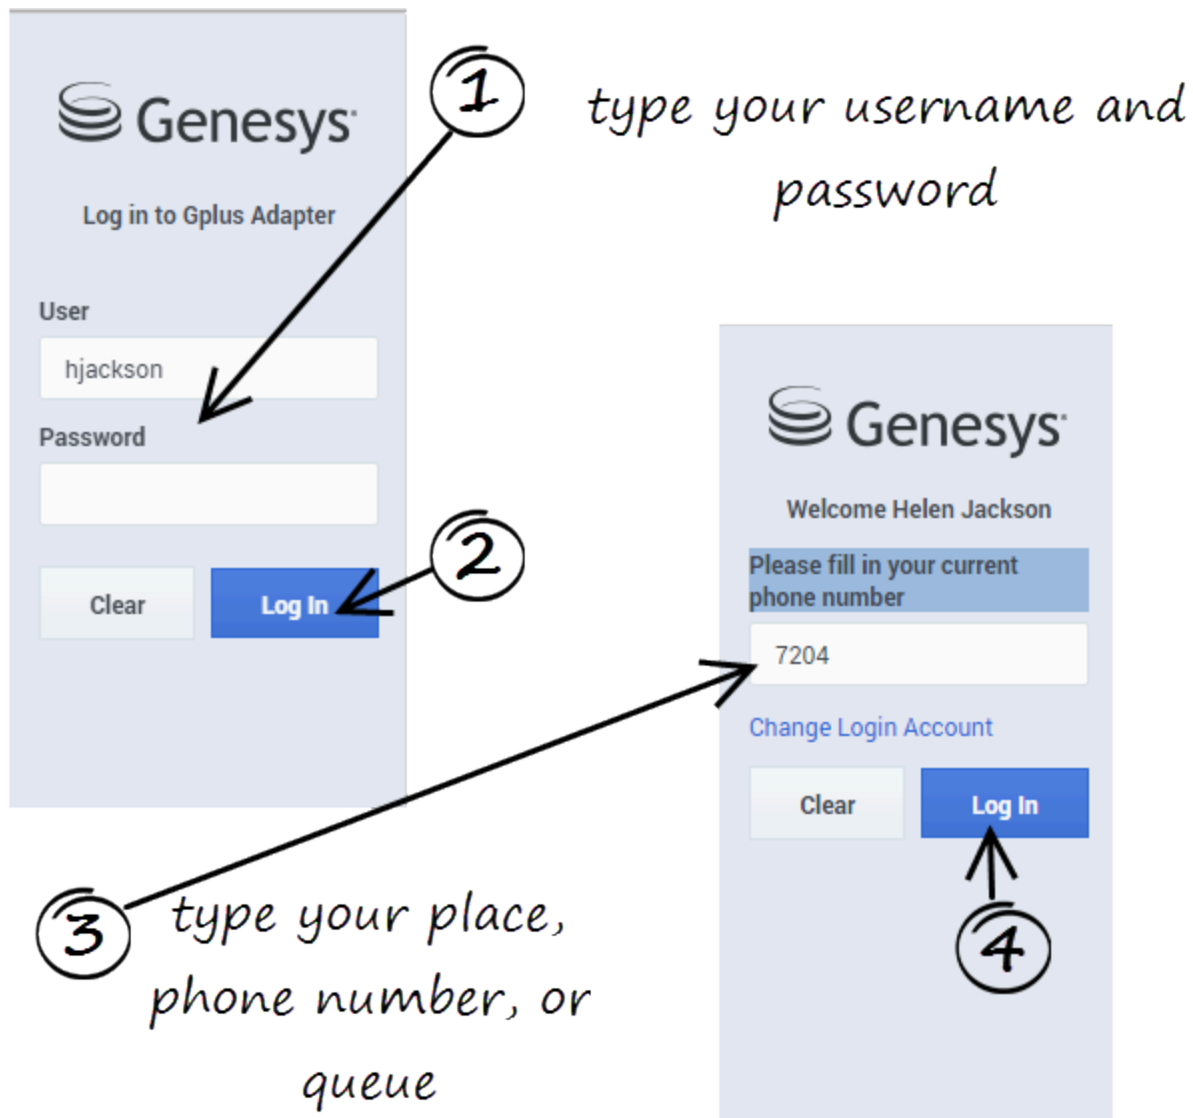 Genesys
Log in to Gplus Adapter
User
hjackson
Password
Clear
Log In
1
type your username and
password
2
3
type your place,
phone number, or
queue
Genesys
Welcome Helen Jackson
Please fill in your current
phone number
7204
Change Login Account
Clear
Log In
4